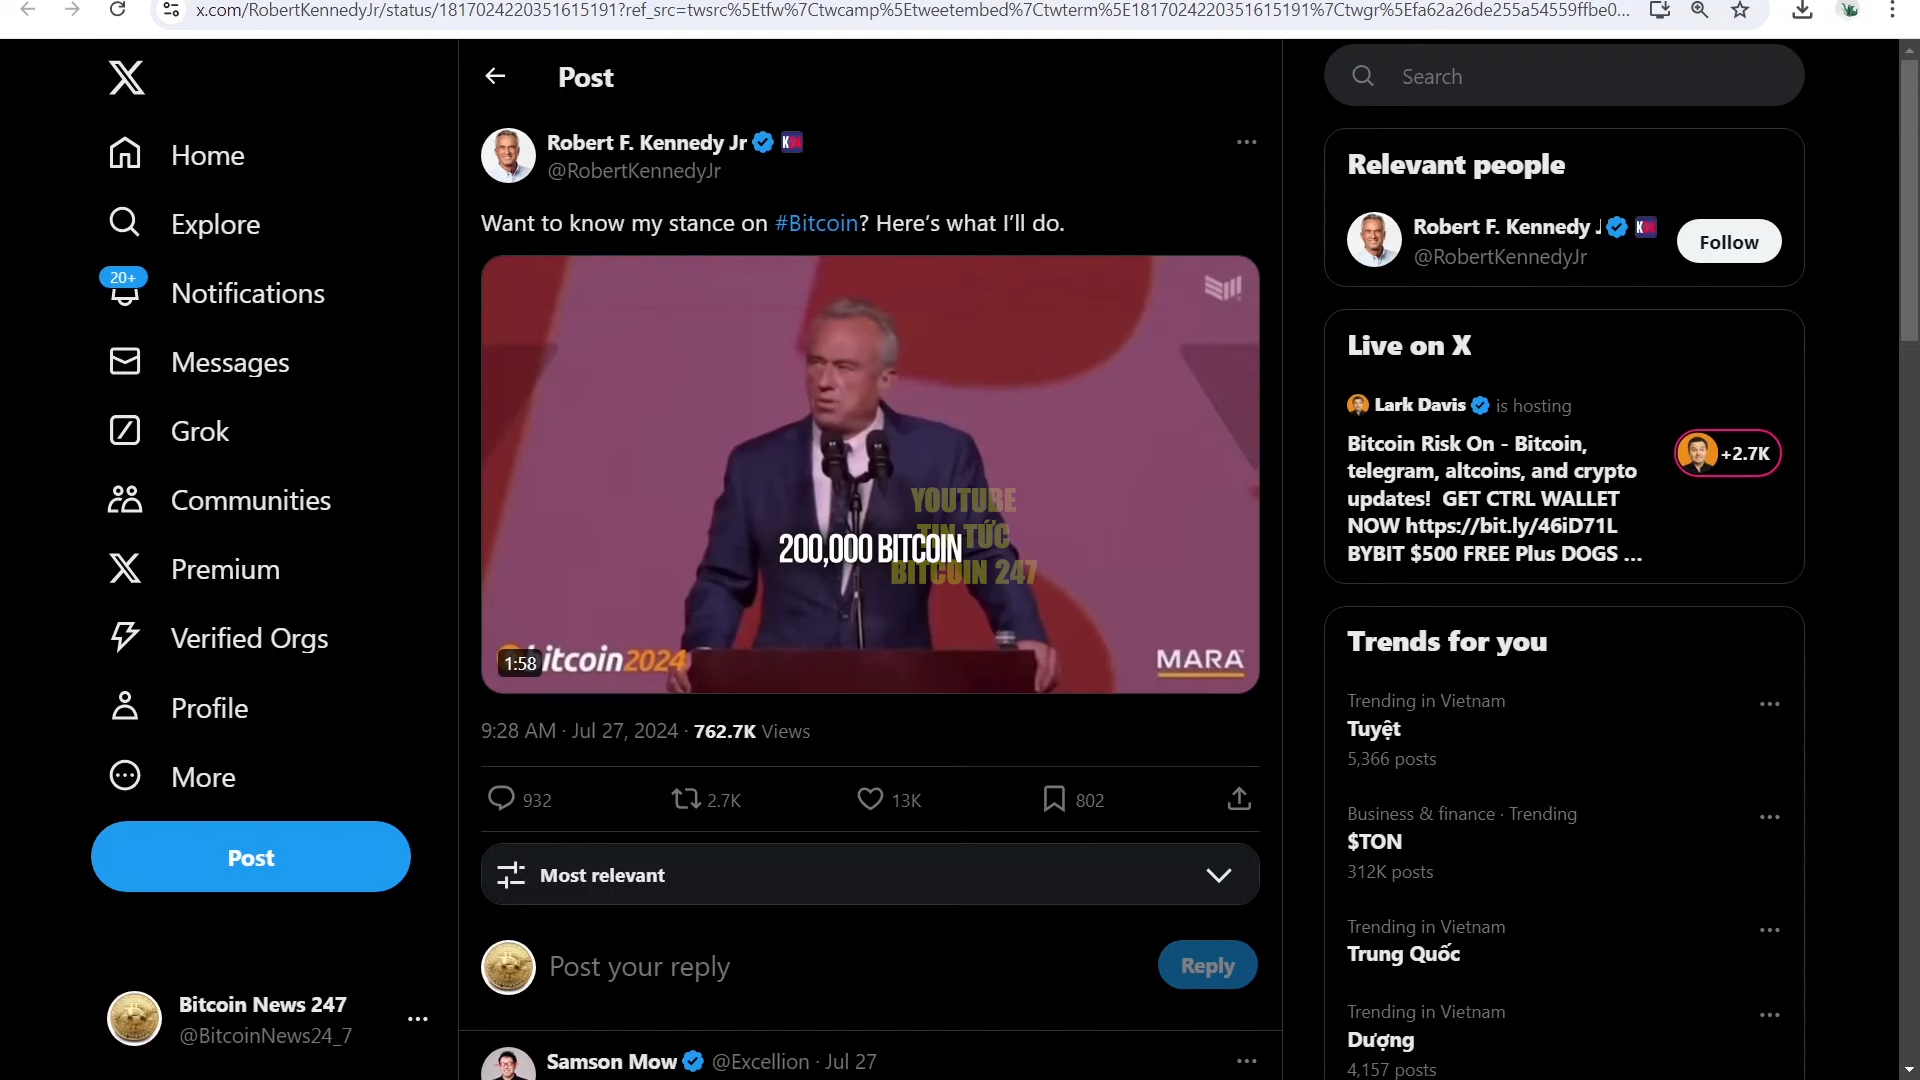 x.com/RobertKennedyJr/status/1817024220351615191?ref_src=twsrc%5Etfw%7Ctwcamp%5Etweetembed%7Ctwterm%5E1817024220351615191%7Ctwgr%5Efa62a26de255a54559ffbe0...
Post
Search
Home
Explore
20+
Notifications
Messages
Grok
Communities
Premium
Verified Orgs
Profile
More
Post
Bitcoin News 247
@BitcoinNews24_7
Robert F. Kennedy Jr
@RobertKennedyJr
Want to know my stance on #Bitcoin? Here’s what I’ll do.
YOUTUBE
TIN TỨC
BITCOIN 247
200,000 BITCOIN
1:58
bitcoin2024
MARA
9:28 AM · Jul 27, 2024 · 762.7K Views
932
2.7K
13K
802
Most relevant
Post your reply
Reply
Samson Mow @Excellion · Jul 27
Relevant people
Robert F. Kennedy J
@RobertKennedyJr
Follow
Live on X
Lark Davis is hosting
Bitcoin Risk On - Bitcoin,
telegram, altcoins, and crypto
updates! GET CTRL WALLET
NOW https://bit.ly/46iD71L
BYBIT $500 FREE Plus DOGS ...
+2.7K
Trends for you
Trending in Vietnam
Tuyệt
5,366 posts
Business & finance · Trending
$TON
312K posts
Trending in Vietnam
Trung Quốc
Trending in Vietnam
Dượng
4,157 posts